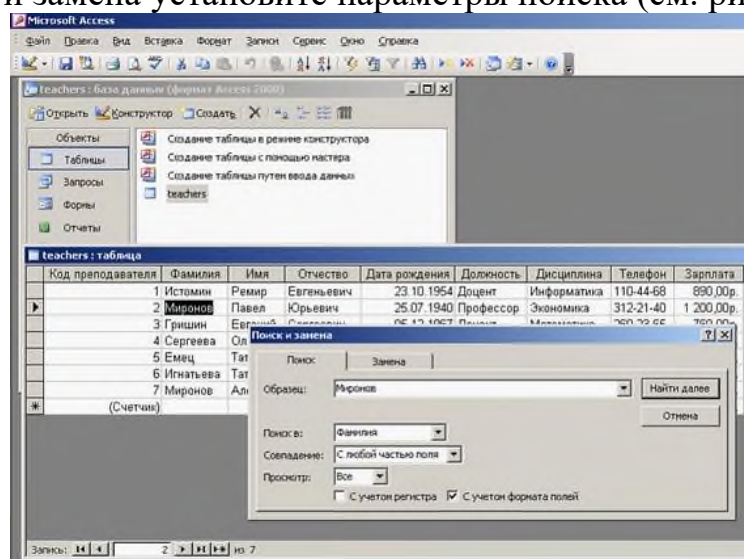 и замена установите параметры поиска (см. ри
Microsoft Access
Файл Правка Вид Вставка Формат Записи Сервис Окно Справка
teachers : база данных (формат Access 2000)
Открыть Конструктор Создать
Объекты
Таблицы
Запросы
Формы
Отчеты
Создание таблицы в режиме конструктора
Создание таблицы с помощью мастера
Создание таблицы путем ввода данных
teachers
teachers : таблица
Код преподавателя Фамилия Имя Отчество Дата рождения Должность Дисциплина Телефон Зарплата
1 Истомин Ремир Евгеньевич 23.10.1954 Доцент Информатика 110-44-68 890,00р.
2 Миронов Павел Юрьевич 25.07.1940 Профессор Экономика 312-21-40 1 200,00р.
3 Гришин
4 Сергеева Ол
5 Емец Тат
6 Игнатьева Тат
7 Миронов Але
(Счетчик)
Поиск и замена
Поиск Замена
Образец: Миронов Найти далее
Отмена
Поиск в: Фамилия
Совпадение: С любой частью поля
Просмотр: Все
С учетом регистра С учетом формата полей
Запись: 2 из 7